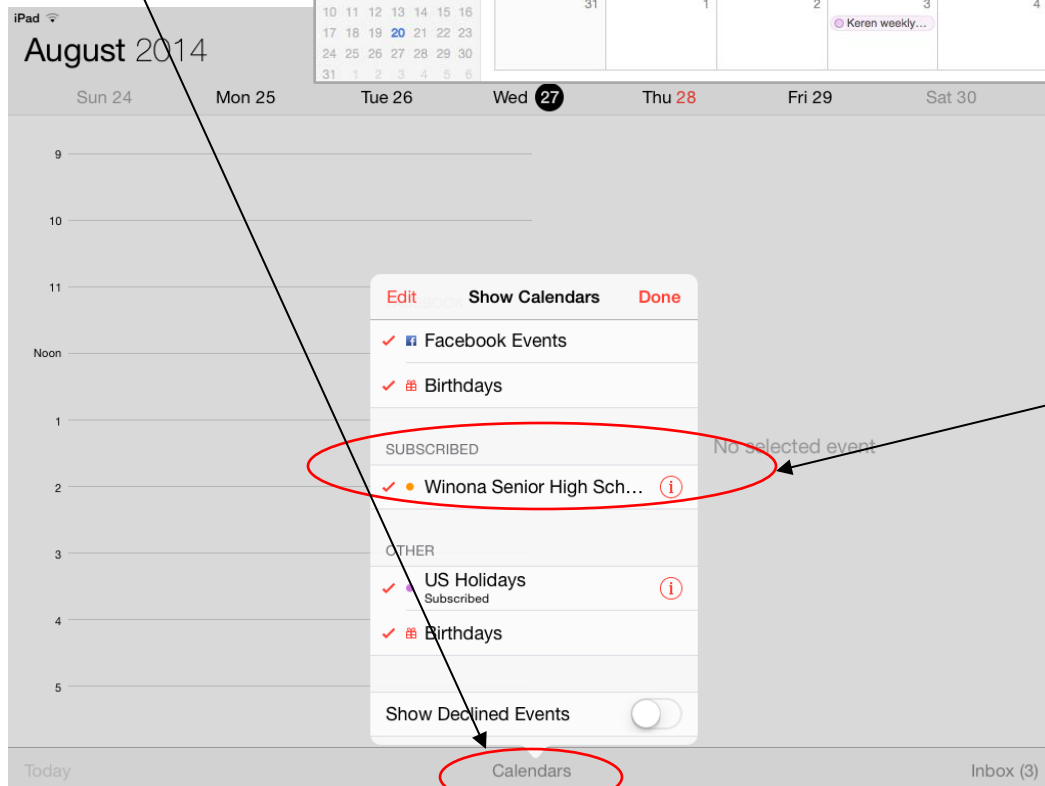 31 1 2 3 4
10 11 12 13 14 15 16
Keren weekly...
17 18 19 20 21 22 23
24 25 26 27 28 29 30
31 1 2 3 4 5 6
iPad
August 2014
Sun 24 Mon 25 Tue 26 Wed 27 Thu 28 Fri 29 Sat 30
9
10
11
Noon
1
2
3
4
5
Edit Show Calendars Done
Facebook Events
Birthdays
SUBSCRIBED
Winona Senior High Sch...
OTHER
US Holidays
Subscribed
Birthdays
Show Declined Events
No selected event
Today Calendars Inbox (3)